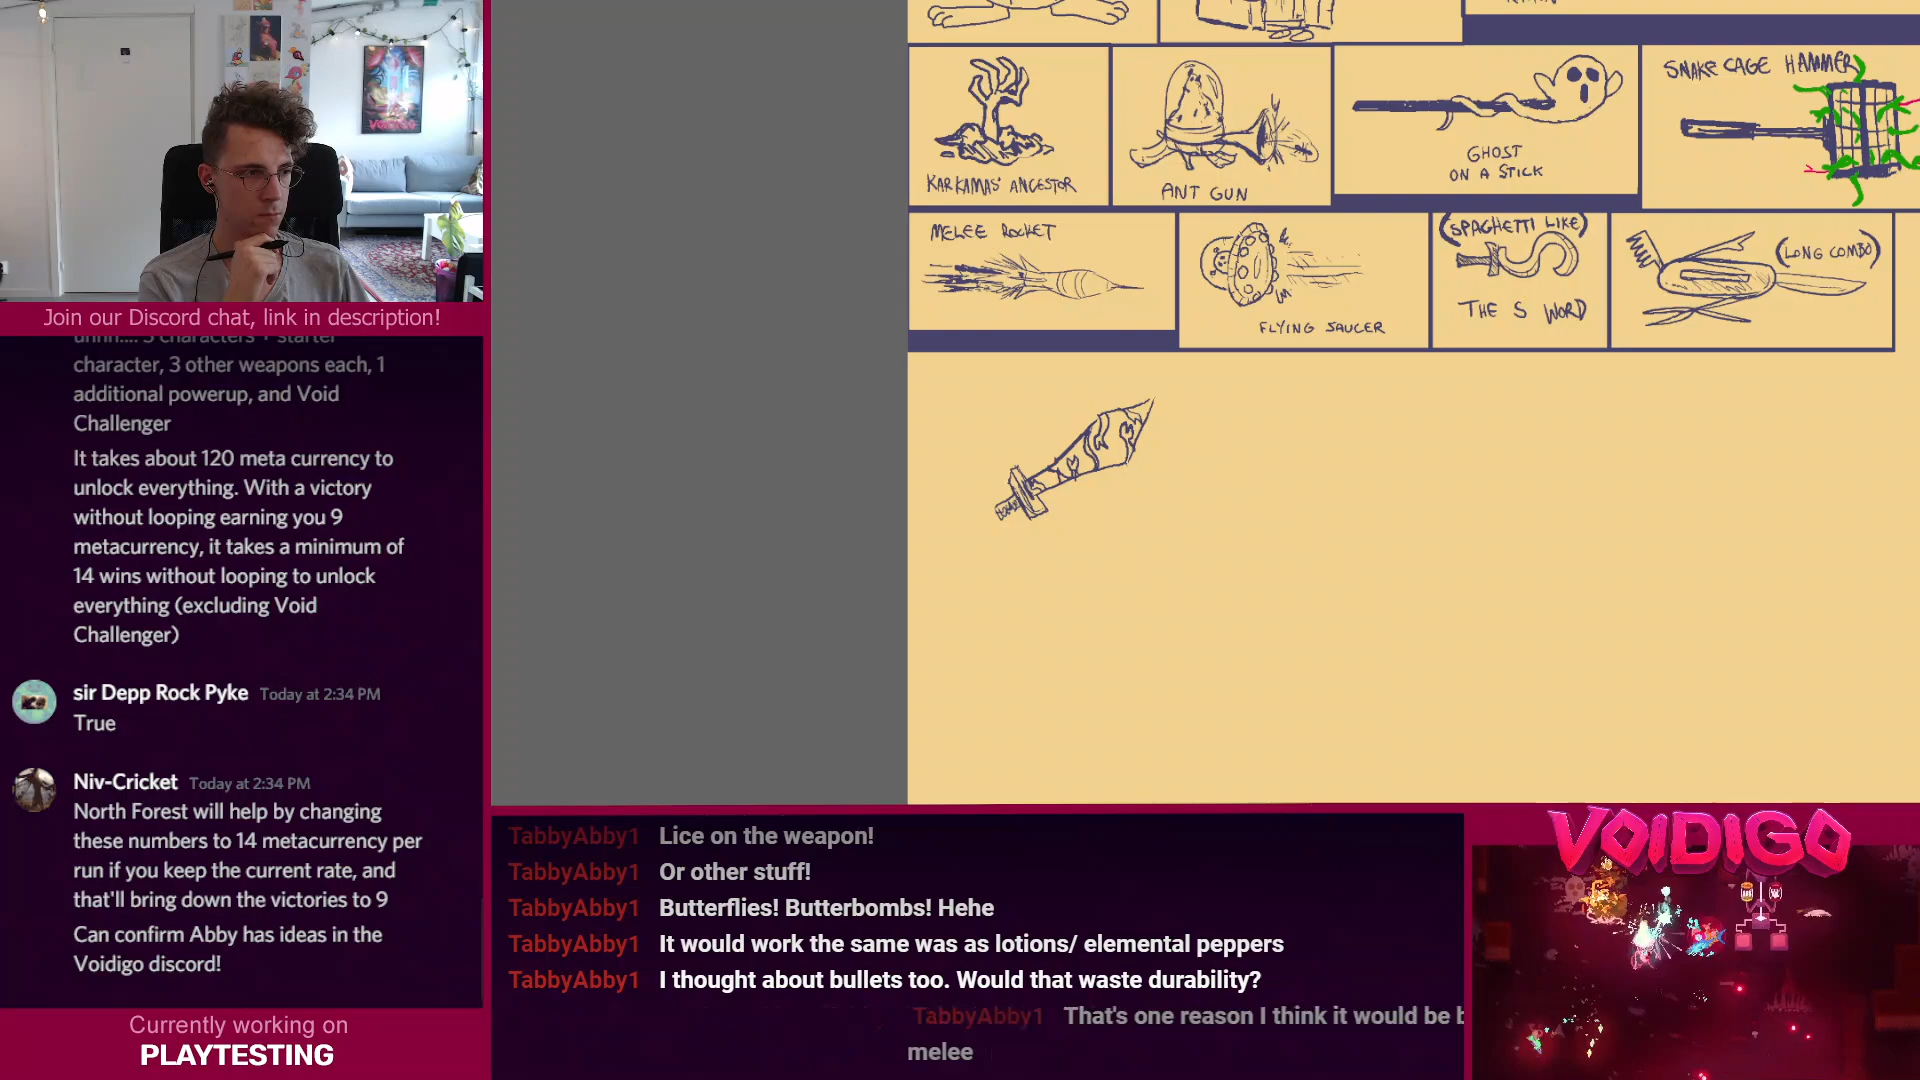 SNAKE CAGE HAMMER
KARKAMAS' ANCESTOR
ANT GUN
GHOST
ON A STICK
MELEE ROCKET
FLYING SAUCER
(SPAGHETTI LIKE)
THE S WORD
(LONG COMBO)
VOIDIGO
Join our Discord chat, link in description!
character, 3 other weapons each, 1
additional powerup, and Void
Challenger
It takes about 120 meta currency to
unlock everything. With a victory
without looping earning you 9
metacurrency, it takes a minimum of
14 wins without looping to unlock
everything (excluding Void
Challenger)
sir Depp Rock Pyke Today at 2:34 PM
True
Niv-Cricket Today at 2:34 PM
North Forest will help by changing
these numbers to 14 metacurrency per
run if you keep the current rate, and
that'll bring down the victories to 9
Can confirm Abby has ideas in the
Voidigo discord!
Currently working on
PLAYTESTING
TabbyAbby1 Lice on the weapon!
TabbyAbby1 Or other stuff!
TabbyAbby1 Butterflies! Butterbombs! Hehe
TabbyAbby1 It would work the same was as lotions/ elemental peppers
TabbyAbby1 I thought about bullets too. Would that waste durability?
TabbyAbby1 That's one reason I think it would be b
melee
VOIDIGO